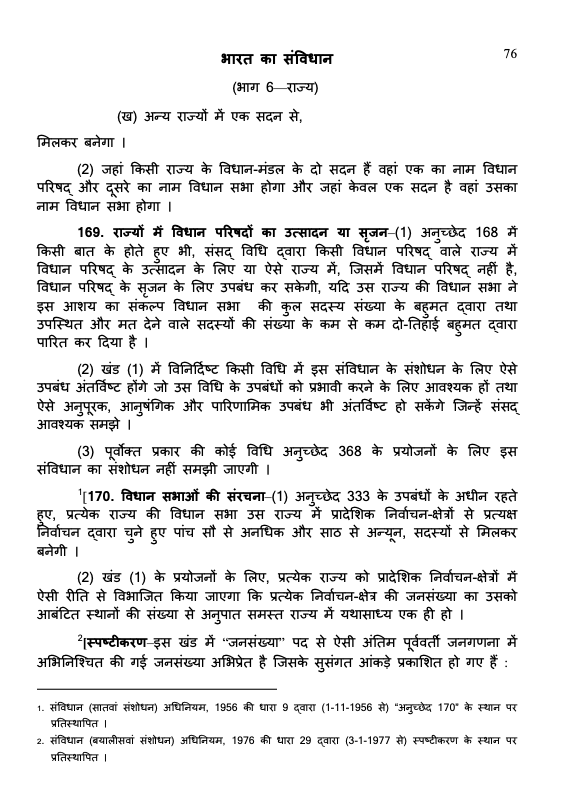 भारत का संविधान
76
(भाग 6—राज्य)
(ख) अन्य राज्यों में एक सदन से,
मिलकर बनेगा ।
(2) जहां किसी राज्य के विधान-मंडल के दो सदन हैं वहां एक का नाम विधान
परिषद् और दूसरे का नाम विधान सभा होगा और जहां केवल एक सदन है वहां उसका
नाम विधान सभा होगा ।
169. राज्यों में विधान परिषदों का उत्सादन या सृजन–(1) अनुच्छेद 168 में
किसी बात के होते हुए भी, संसद् विधि द्वारा किसी विधान परिषद् वाले राज्य में
विधान परिषद् के उत्सादन के लिए या ऐसे राज्य में, जिसमें विधान परिषद् नहीं है,
विधान परिषद् के सृजन के लिए उपबंध कर सकेगी, यदि उस राज्य की विधान सभा ने
इस आशय का संकल्प विधान सभा की कुल सदस्य संख्या के बहुमत द्वारा तथा
उपस्थित और मत देने वाले सदस्यों की संख्या के कम से कम दो-तिहाई बहुमत द्वारा
पारित कर दिया है ।
(2) खंड (1) में विनिर्दिष्ट किसी विधि में इस संविधान के संशोधन के लिए ऐसे
उपबंध अंतर्विष्ट होंगे जो उस विधि के उपबंधों को प्रभावी करने के लिए आवश्यक हों तथा
ऐसे अनुपूरक, आनुषंगिक और पारिणामिक उपबंध भी अंतर्विष्ट हो सकेंगे जिन्हें संसद्
आवश्यक समझे ।
(3) पूर्वोक्त प्रकार की कोई विधि अनुच्छेद 368 के प्रयोजनों के लिए इस
संविधान का संशोधन नहीं समझी जाएगी ।
¹[170. विधान सभाओं की संरचना–(1) अनुच्छेद 333 के उपबंधों के अधीन रहते
हुए, प्रत्येक राज्य की विधान सभा उस राज्य में प्रादेशिक निर्वाचन-क्षेत्रों से प्रत्यक्ष
निर्वाचन द्वारा चुने हुए पांच सौ से अनधिक और साठ से अन्यून, सदस्यों से मिलकर
बनेगी ।
(2) खंड (1) के प्रयोजनों के लिए, प्रत्येक राज्य को प्रादेशिक निर्वाचन-क्षेत्रों में
ऐसी रीति से विभाजित किया जाएगा कि प्रत्येक निर्वाचन-क्षेत्र की जनसंख्या का उसको
आबंटित स्थानों की संख्या से अनुपात समस्त राज्य में यथासाध्य एक ही हो ।
²[स्पष्टीकरण–इस खंड में “जनसंख्या” पद से ऐसी अंतिम पूर्ववर्ती जनगणना में
अभिनिश्चित की गई जनसंख्या अभिप्रेत है जिसके सुसंगत आंकड़े प्रकाशित हो गए हैं :
1. संविधान (सातवां संशोधन) अधिनियम, 1956 की धारा 9 द्वारा (1-11-1956 से) “अनुच्छेद 170” के स्थान पर
प्रतिस्थापित ।
2. संविधान (बयालीसवां संशोधन) अधिनियम, 1976 की धारा 29 द्वारा (3-1-1977 से) स्पष्टीकरण के स्थान पर
प्रतिस्थापित ।